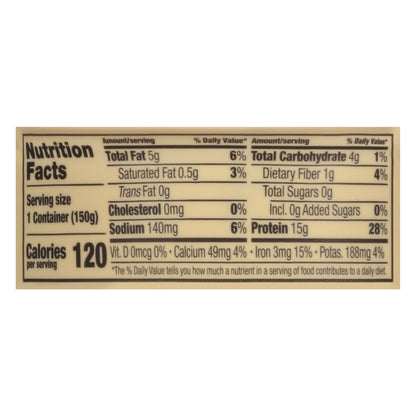 Nutrition
Facts
Serving size
1 Container (150g)
Calories
per serving
120
Amount/serving % Daily Value*
Total Fat 5g 6%
Saturated Fat 0.5g 3%
Trans Fat 0g
Cholesterol 0mg 0%
Sodium 140mg 6%
Amount/serving % Daily Value*
Total Carbohydrate 4g 1%
Dietary Fiber 1g 4%
Total Sugars 0g
Incl. 0g Added Sugars 0%
Protein 15g 28%
Vit. D 0mcg 0% • Calcium 49mg 4% • Iron 3mg 15% • Potas. 188mg 4%
*The % Daily Value tells you how much a nutrient in a serving of food contributes to a daily diet.